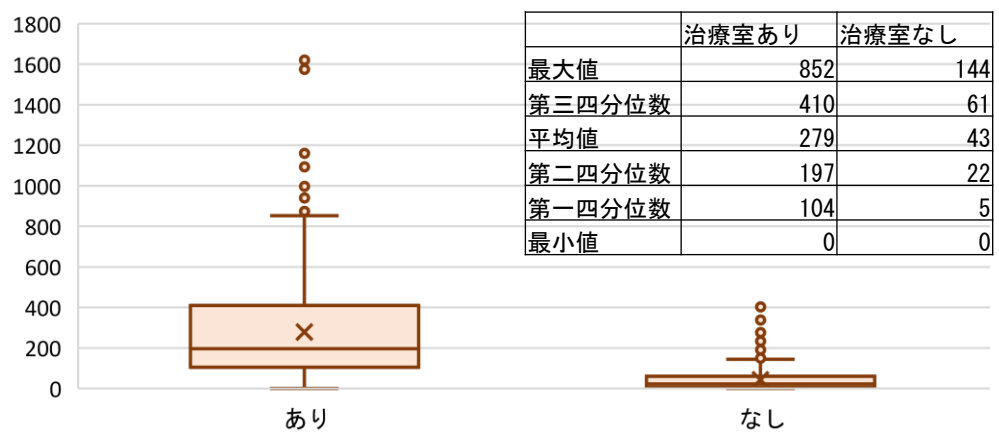 1800
1600
1400
1200
1000
800
600
400
200
0
治療室あり 治療室なし
最大値 852 144
第三四分位数 410 61
平均値 279 43
第二四分位数 197 22
第一四分位数 104 5
最小値 0 0
あり なし